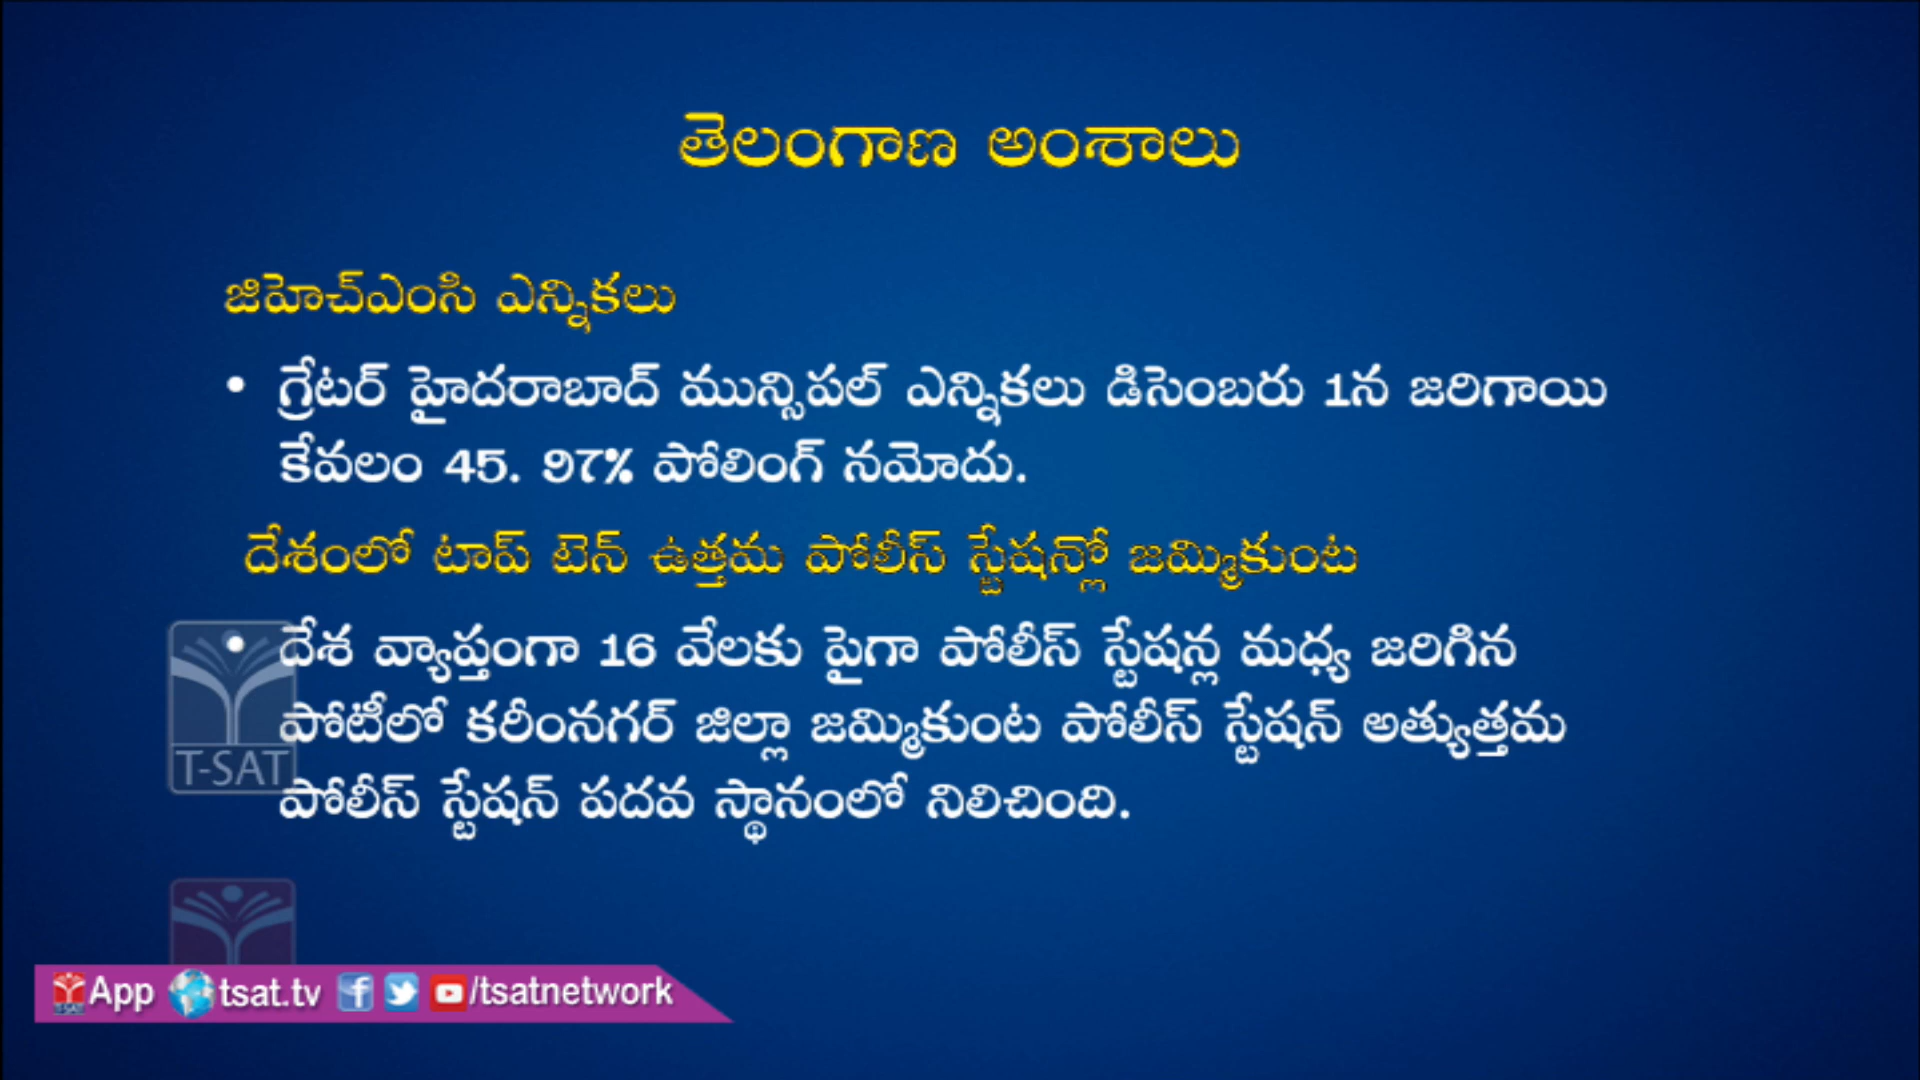 తెలంగాణ అంశాలు
జిహెచ్ఎంసి ఎన్నికలు
• గ్రేటర్ హైదరాబాద్ మున్సిపల్ ఎన్నికలు డిసెంబరు 1న జరిగాయి
కేవలం 45. 97% పోలింగ్ నమోదు.
దేశంలో టాప్ టెన్ ఉత్తమ పోలీస్ స్టేషన్లో జమ్మికుంట
• దేశ వ్యాప్తంగా 16 వేలకు పైగా పోలీస్ స్టేషన్ల మధ్య జరిగిన
పోటీలో కరీంనగర్ జిల్లా జమ్మికుంట పోలీస్ స్టేషన్ అత్యుత్తమ
పోలీస్ స్టేషన్ పదవ స్థానంలో నిలిచింది.
T-SAT
App tsat.tv /tsatnetwork